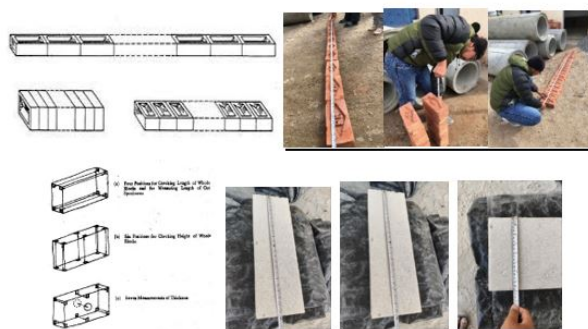 (a) Four Positions for Checking Length of Whole
Blocks and for Measuring Length of Cut
Specimens
(b) Six Positions for Checking Height of Whole
Blocks
(c) Seven Measurements of Thickness